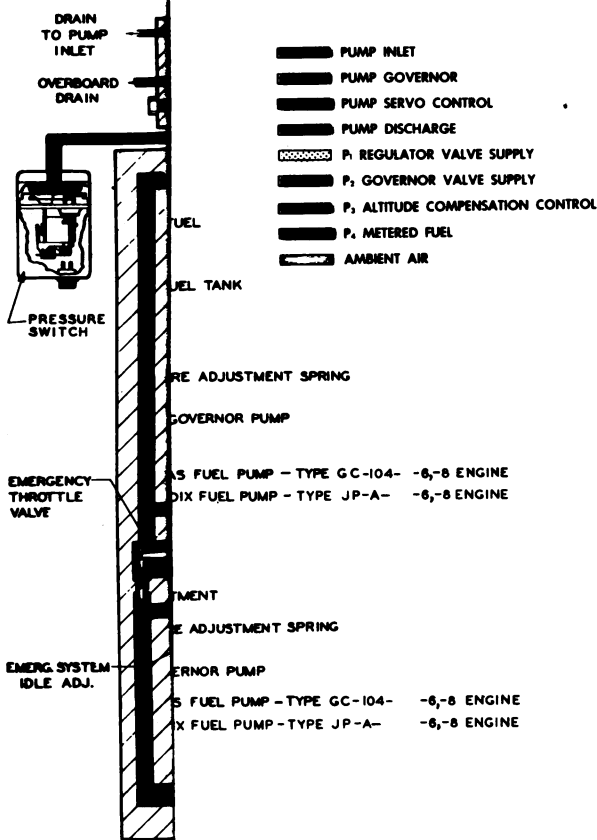 DRAIN
TO PUMP
INLET
OVERBOARD
DRAIN
PUMP INLET
PUMP GOVERNOR
PUMP SERVO CONTROL
PUMP DISCHARGE
P₁ REGULATOR VALVE SUPPLY
P₂ GOVERNOR VALVE SUPPLY
P₃ ALTITUDE COMPENSATION CONTROL
P₄ METERED FUEL
AMBIENT AIR
PRESSURE
SWITCH
UEL TANK
RE ADJUSTMENT SPRING
GOVERNOR PUMP
AS FUEL PUMP – TYPE GC-104- -6,-8 ENGINE
DIX FUEL PUMP - TYPE JP-A- -6,-8 ENGINE
EMERGENCY
THROTTLE
VALVE
TMENT
E ADJUSTMENT SPRING
EMERG. SYSTEM
IDLE ADJ.
ERNOR PUMP
S FUEL PUMP - TYPE GC-104- -6,-8 ENGINE
X FUEL PUMP - TYPE JP-A- -6,-8 ENGINE